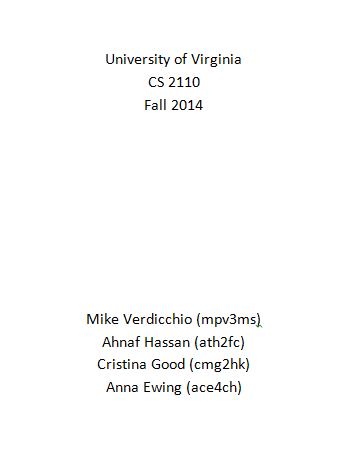 University of Virginia
CS 2110
Fall 2014
Mike Verdicchio (mpv3ms)
Ahnaf Hassan (ath2fc)
Cristina Good (cmg2hk)
Anna Ewing (ace4ch)